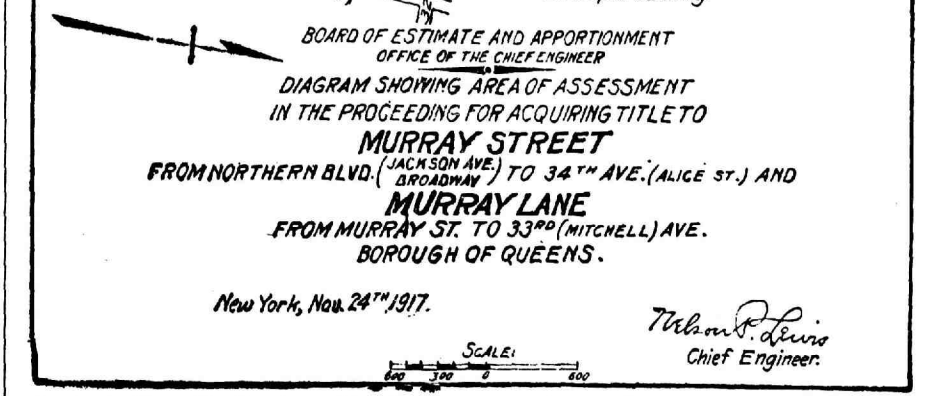 BOARD OF ESTIMATE AND APPORTIONMENT
OFFICE OF THE CHIEF ENGINEER
DIAGRAM SHOWING AREA OF ASSESSMENT
IN THE PROCEEDING FOR ACQUIRING TITLE TO
MURRAY STREET
FROM NORTHERN BLVD. (JACKSON AVE. BROADWAY) TO 34TH AVE. (ALICE ST.) AND
MURRAY LANE
FROM MURRAY ST. TO 33RD (MITCHELL) AVE.
BOROUGH OF QUEENS.
New York, Nov. 24TH, 1917.
Nelson P. Lewis
Chief Engineer.
SCALE:
600 300 0 600